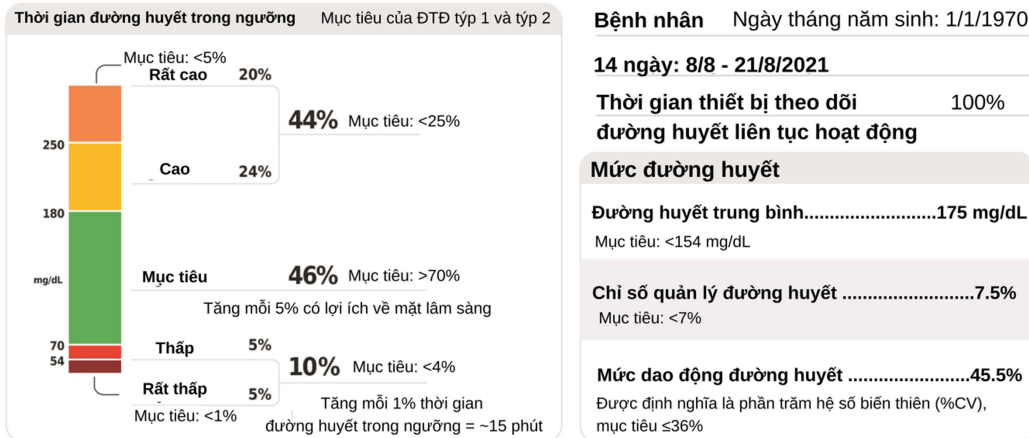 Thời gian đường huyết trong ngưỡng Mục tiêu của ĐTĐ týp 1 và týp 2
Mục tiêu: <5%
Rất cao 20%
44% Mục tiêu: <25%
250
Cao 24%
180
mg/dL
Mục tiêu 46% Mục tiêu: >70%
Tăng mỗi 5% có lợi ích về mặt lâm sàng
70
Thấp 5%
54
10% Mục tiêu: <4%
Rất thấp 5%
Mục tiêu: <1%
Tăng mỗi 1% thời gian
đường huyết trong ngưỡng = ~15 phút
Bệnh nhân Ngày tháng năm sinh: 1/1/1970
14 ngày: 8/8 - 21/8/2021
Thời gian thiết bị theo dõi 100%
đường huyết liên tục hoạt động
Mức đường huyết
Đường huyết trung bình..........................175 mg/dL
Mục tiêu: <154 mg/dL
Chỉ số quản lý đường huyết ..........................7.5%
Mục tiêu: <7%
Mức dao động đường huyết ........................45.5%
Được định nghĩa là phần trăm hệ số biến thiên (%CV),
mục tiêu ≤36%